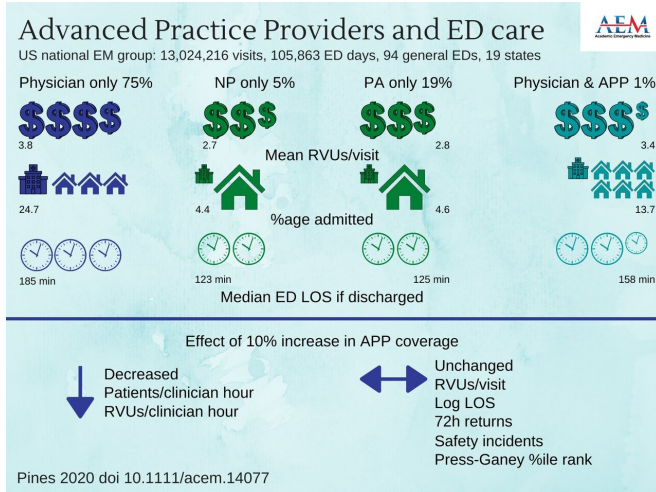 Advanced Practice Providers and ED care
AEM
Academic Emergency Medicine
US national EM group: 13,024,216 visits, 105,863 ED days, 94 general EDs, 19 states
Physician only 75% NP only 5% PA only 19% Physician & APP 1%
$$$$ $$$ $$$ $$$$
3.8 2.7 2.8 3.4
Mean RVUs/visit
24.7 4.4 4.6 13.7
%age admitted
185 min 123 min 125 min 158 min
Median ED LOS if discharged
Effect of 10% increase in APP coverage
Decreased
Patients/clinician hour
RVUs/clinician hour
Unchanged
RVUs/visit
Log LOS
72h returns
Safety incidents
Press-Ganey %ile rank
Pines 2020 doi 10.1111/acem.14077